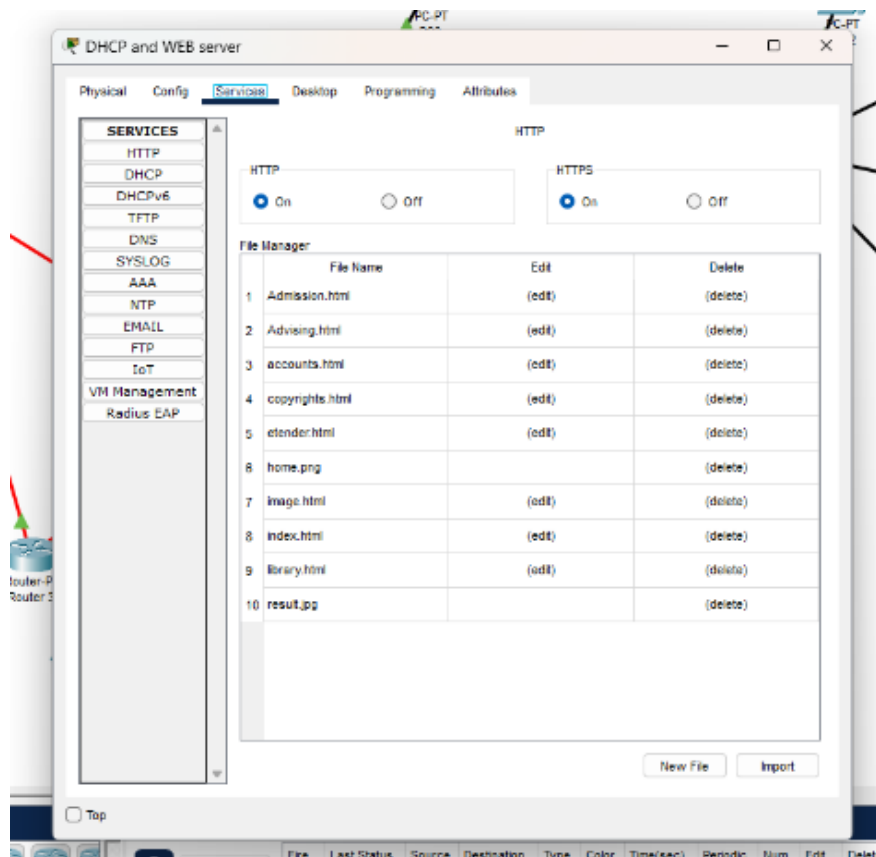 PC-PT
C-PT
DHCP and WEB server
Physical Config Services Desktop Programming Attributes
SERVICES
HTTP
DHCP
DHCPv6
TFTP
DNS
SYSLOG
AAA
NTP
EMAIL
FTP
IoT
VM Management
Radius EAP
HTTP
HTTP
On Off
HTTPS
On Off
File Manager
File Name Edit Delete
1 Admission.html (edit) (delete)
2 Advising.html (edit) (delete)
3 accounts.html (edit) (delete)
4 copyrights.html (edit) (delete)
5 etender.html (edit) (delete)
6 home.png (delete)
7 image.html (edit) (delete)
8 index.html (edit) (delete)
9 library.html (edit) (delete)
10 result.jpg (delete)
New File Import
Router-P
Router 3
Top
Fire Last Status Source Destination Type Color Time(sec) Periodic Num Edit Delet